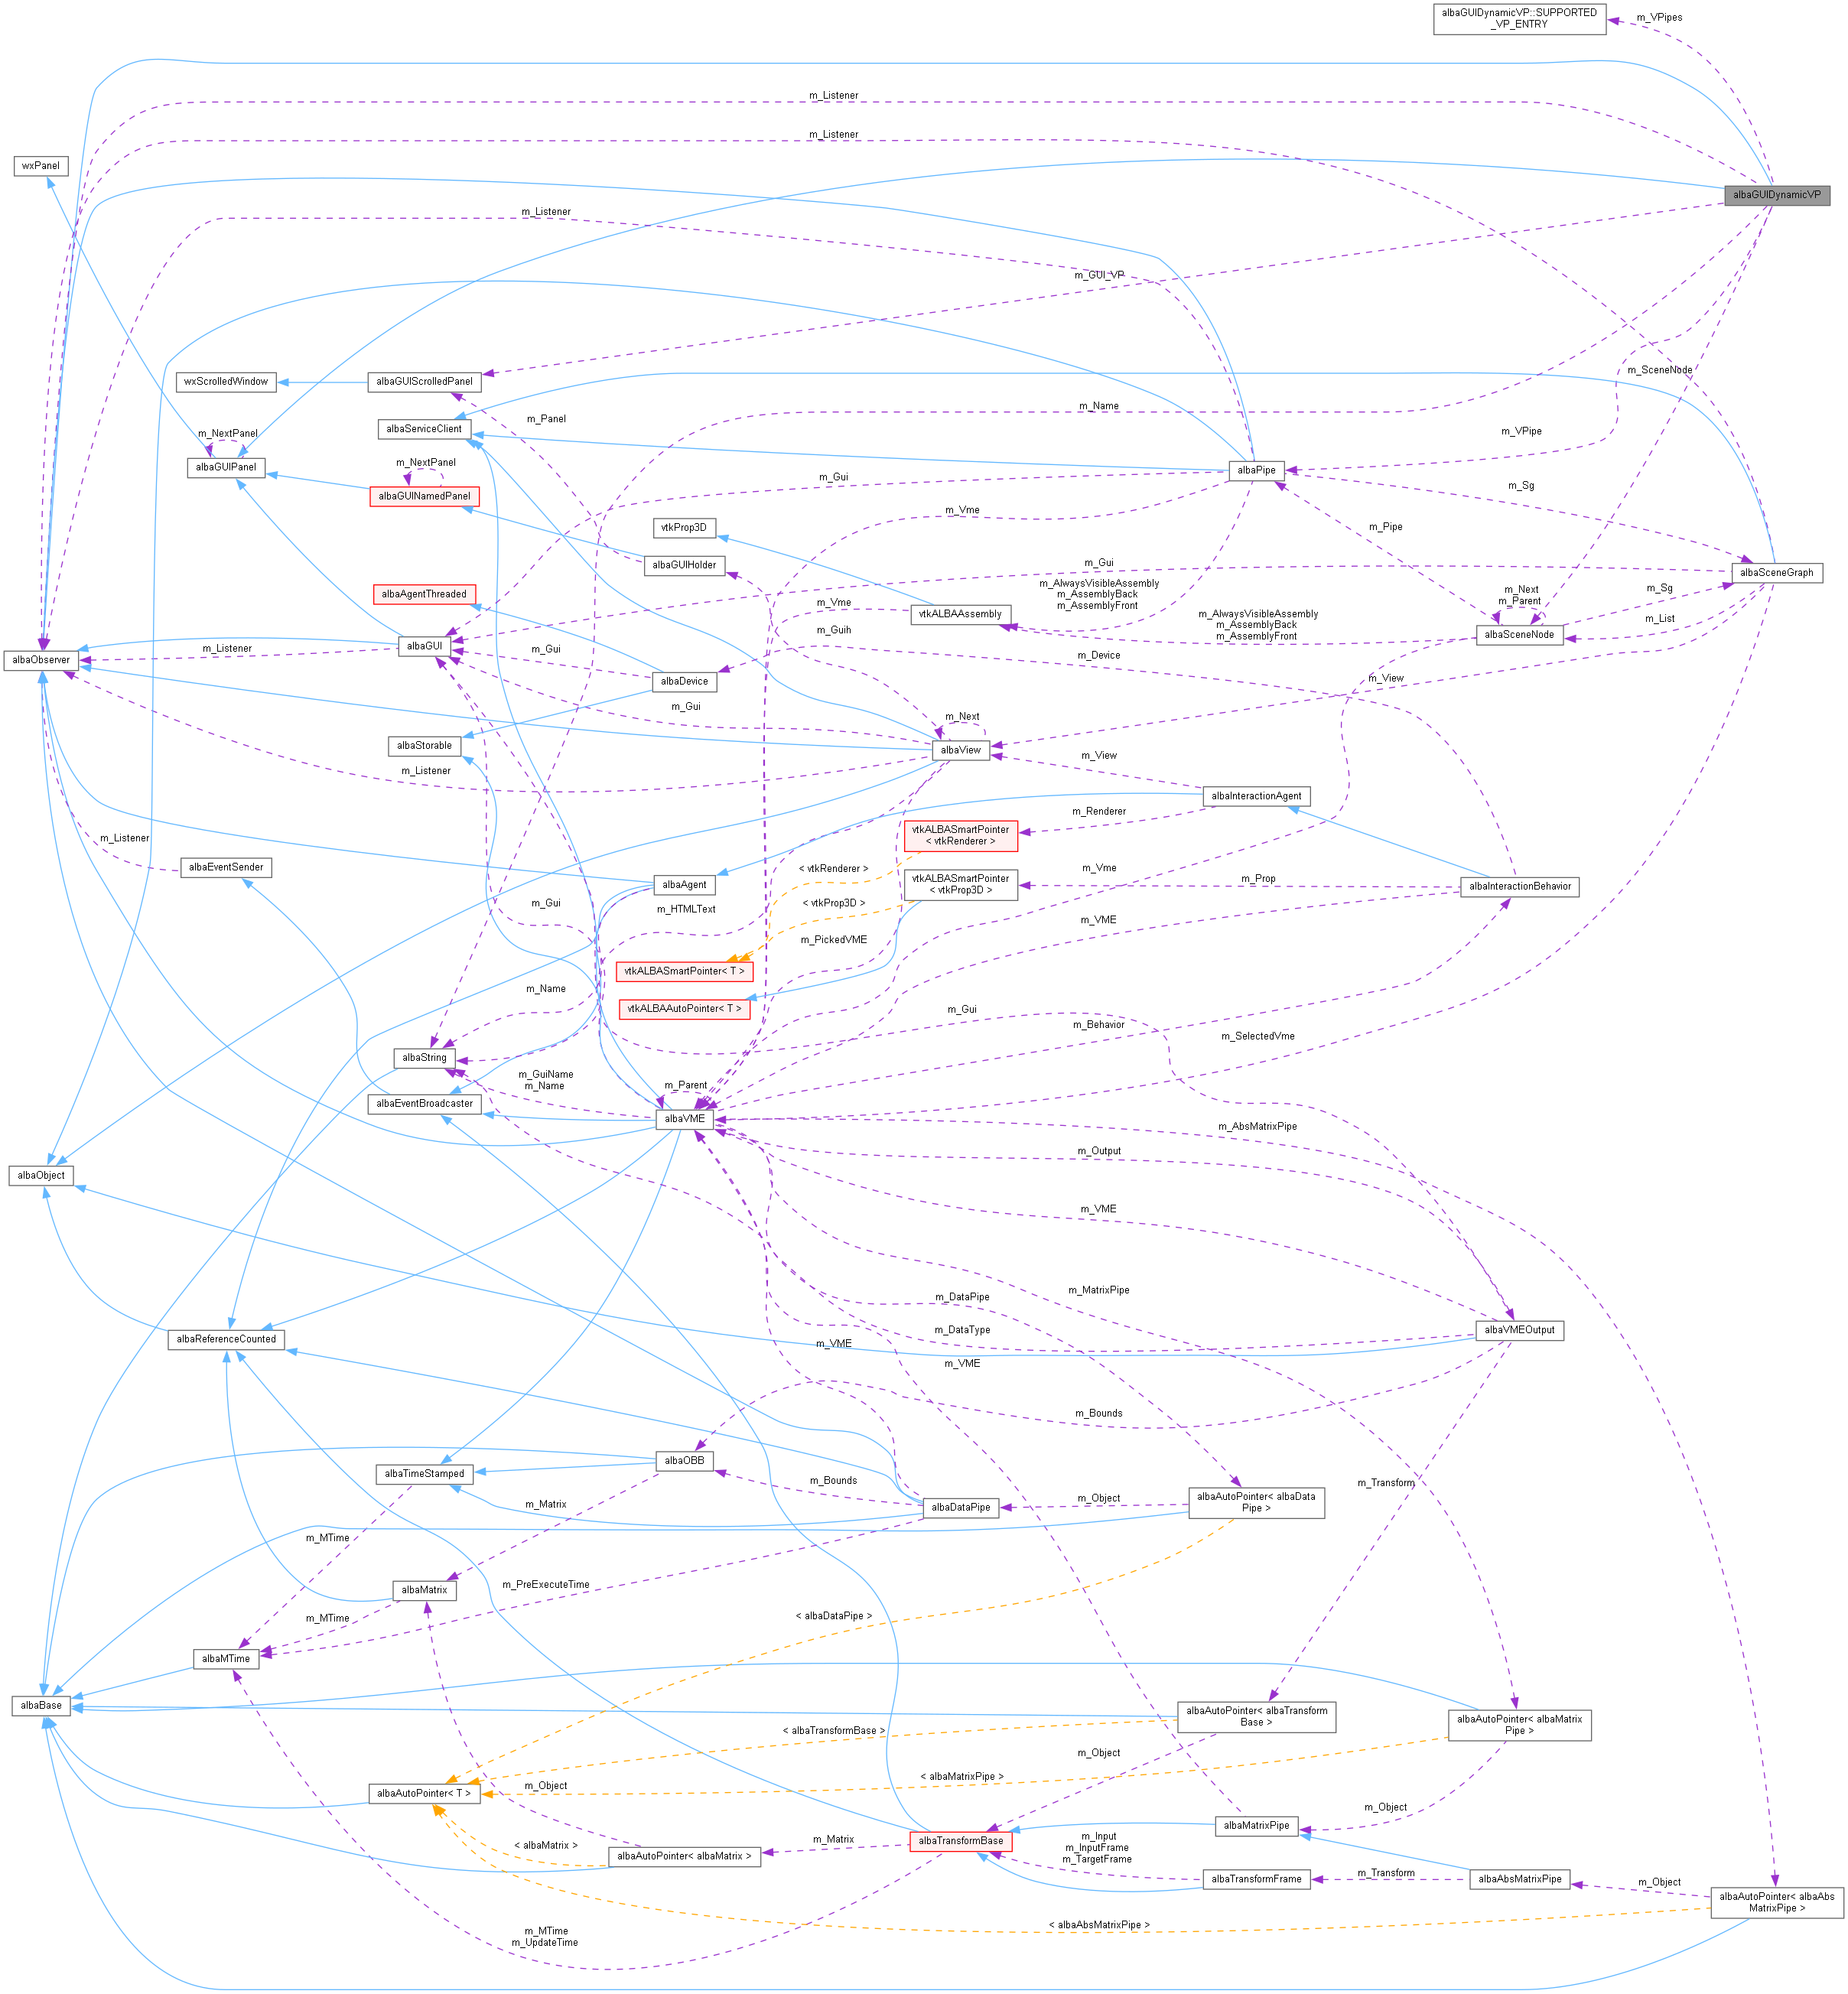 albaGUIDynamicVP::SUPPORTED
_VP_ENTRY
m_VPipes
m_Listener
m_Listener
wxPanel
albaGUIDynamicVP
m_Listener
m_GUI_VP
wxScrolledWindow
albaGUIScrolledPanel
m_SceneNode
m_Name
m_Panel
albaServiceClient
m_NextPanel
m_VPipe
albaGUIPanel
m_NextPanel
albaGUINamedPanel
albaPipe
m_Gui
m_Sg
m_Vme
vtkProp3D
m_Pipe
albaGUIHolder
m_Gui
albaSceneGraph
m_AlwaysVisibleAssembly
m_AssemblyBack
m_AssemblyFront
m_Next
m_Parent
m_Sg
albaAgentThreaded
m_Vme
vtkALBAAssembly
m_AlwaysVisibleAssembly
m_AssemblyBack
m_AssemblyFront
m_List
m_Guih
albaSceneNode
albaObserver
m_Listener
albaGUI
m_Gui
m_Device
albaDevice
m_View
m_Gui
m_Next
albaStorable
albaView
m_View
m_Listener
albaInteractionAgent
m_Renderer
vtkALBASmartPointer
< vtkRenderer >
m_Listener
albaEventSender
< vtkRenderer >
m_Vme
albaAgent
vtkALBASmartPointer
< vtkProp3D >
m_Prop
albaInteractionBehavior
m_Gui
m_HTMLText
< vtkProp3D >
m_VME
m_PickedVME
vtkALBASmartPointer< T >
m_Name
vtkALBAAutoPointer< T >
m_Gui
m_Behavior
m_SelectedVme
albaString
m_GuiName
m_Name
m_Parent
albaEventBroadcaster
albaVME
m_AbsMatrixPipe
m_Output
albaObject
m_VME
m_DataPipe
m_MatrixPipe
albaReferenceCounted
m_VME
m_DataType
m_VME
albaVMEOutput
m_Bounds
albaOBB
albaTimeStamped
m_Bounds
m_Transform
m_Matrix
albaDataPipe
m_Object
albaAutoPointer< albaData
Pipe >
m_MTime
m_PreExecuteTime
albaMatrix
m_MTime
< albaDataPipe >
albaMTime
albaBase
albaAutoPointer< albaTransform
Base >
albaAutoPointer< albaMatrix
Pipe >
< albaTransformBase >
m_Object
< albaMatrixPipe >
albaAutoPointer< T >
m_Object
m_Object
albaMatrixPipe
< albaMatrix >
albaAutoPointer< albaMatrix >
m_Matrix
albaTransformBase
m_Input
m_InputFrame
m_TargetFrame
albaTransformFrame
m_Transform
albaAbsMatrixPipe
m_Object
albaAutoPointer< albaAbs
MatrixPipe >
< albaAbsMatrixPipe >
m_MTime
m_UpdateTime